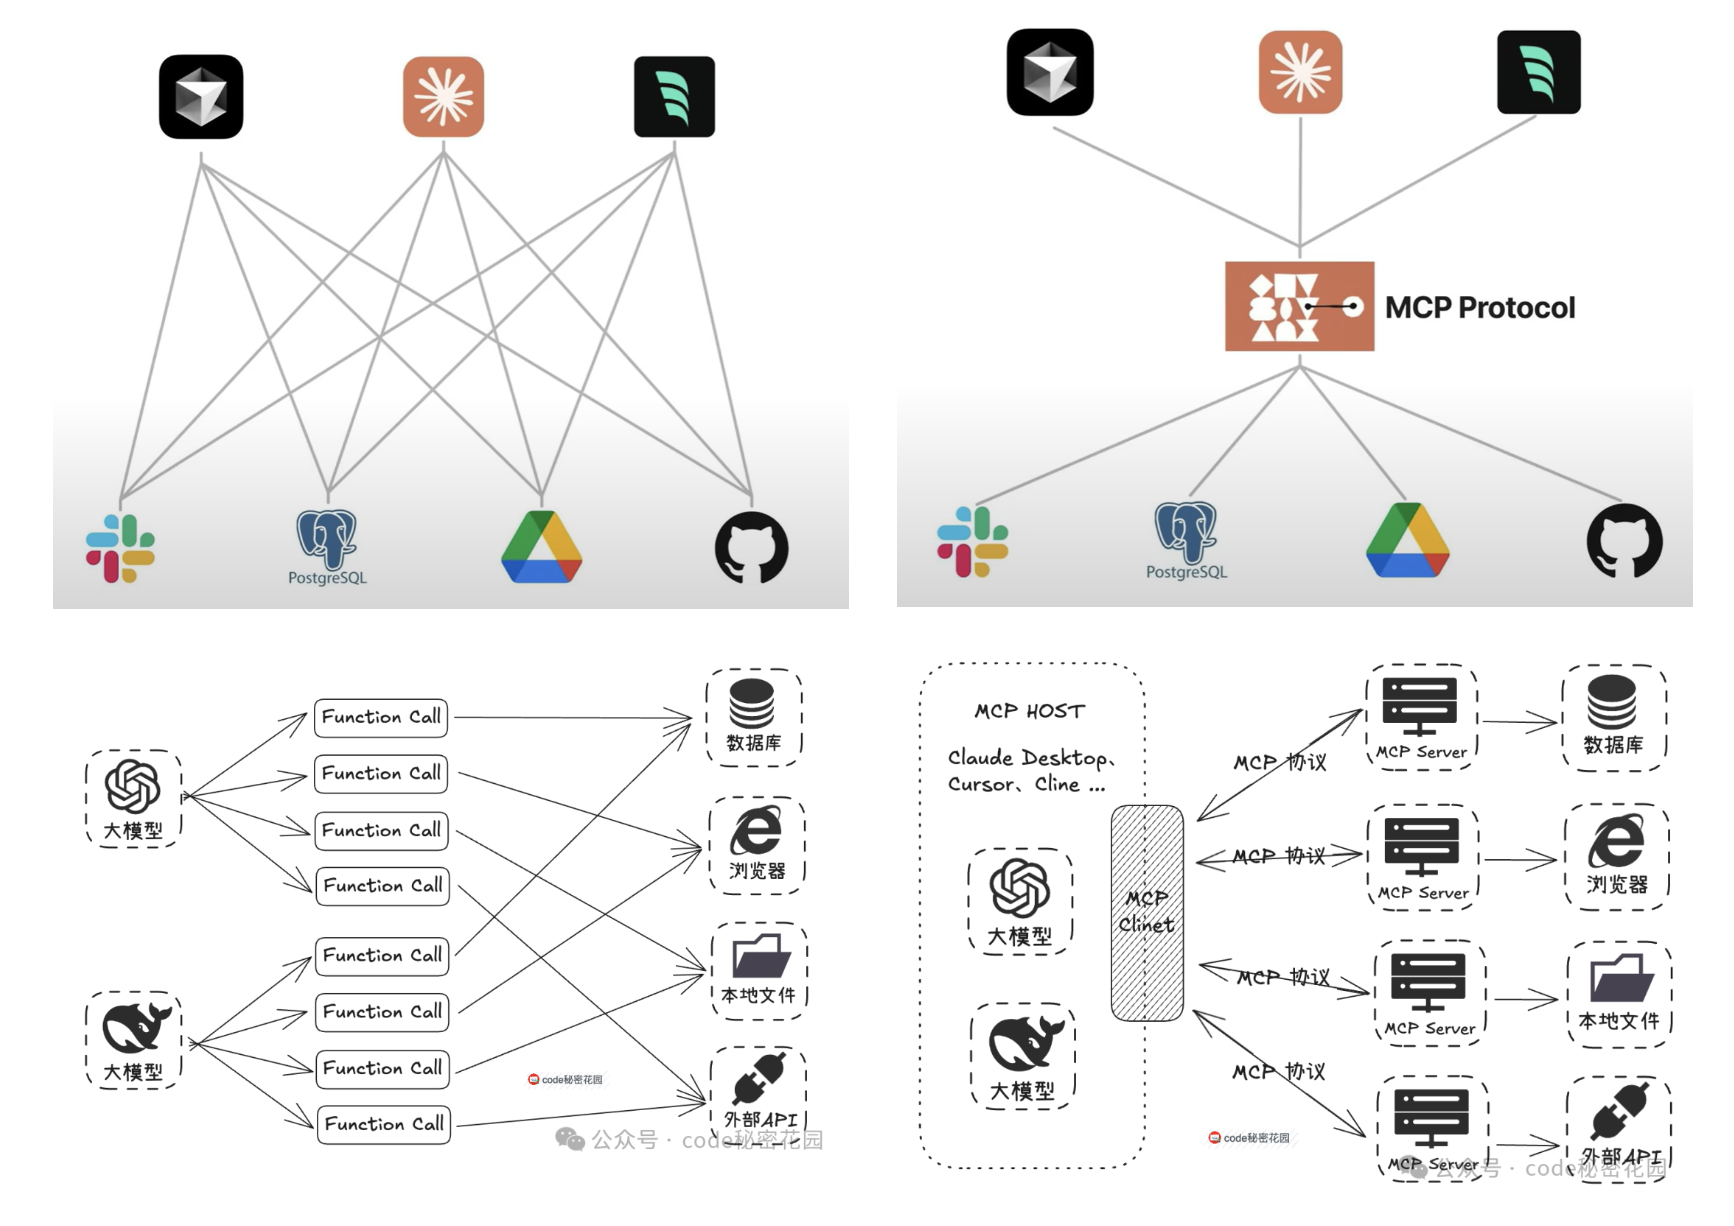 PostgreSQL
MCP Protocol
PostgreSQL
大模型
Function Call
Function Call
Function Call
Function Call
大模型
Function Call
Function Call
Function Call
Function Call
数据库
浏览器
本地文件
外部API
code秘密花园
公众号 · code秘密花园
MCP HOST
Claude Desktop、
Cursor、Cline ...
大模型
大模型
MCP
Clinet
MCP 协议
MCP 协议
MCP 协议
MCP 协议
MCP Server
数据库
MCP Server
浏览器
MCP Server
本地文件
MCP Server
外部API
code秘密花园
公众号 · code秘密花园